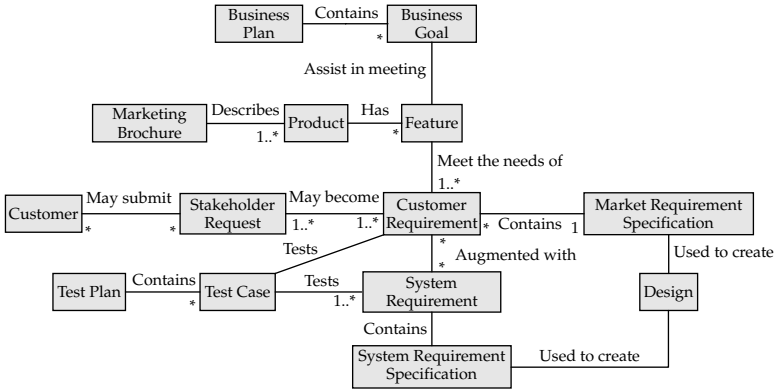 Business
Plan
Contains
*
Business
Goal
Assist in meeting
Marketing
Brochure
Describes
1..*
Product
Has
*
Feature
Meet the needs of
1..*
Customer
May submit
*
*
Stakeholder
Request
May become
1..*
1..*
Customer
Requirement
*
Contains
1
Market Requirement
Specification
Tests
*
*
Augmented with
Used to create
Test Plan
Contains
*
Test Case
Tests
1..*
System
Requirement
Design
Contains
System Requirement
Specification
Used to create